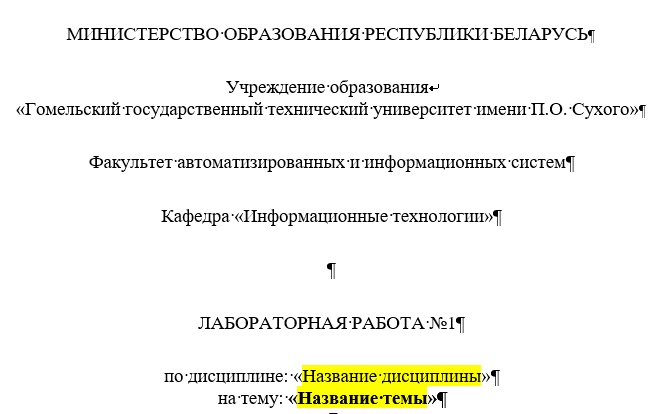 МИНИСТЕРСТВО ОБРАЗОВАНИЯ РЕСПУБЛИКИ БЕЛАРУСЬ
Учреждение образования
«Гомельский государственный технический университет имени П.О. Сухого»
Факультет автоматизированных и информационных систем
Кафедра «Информационные технологии»
ЛАБОРАТОРНАЯ РАБОТА №1
по дисциплине: «Название дисциплины»
на тему: «Название темы»